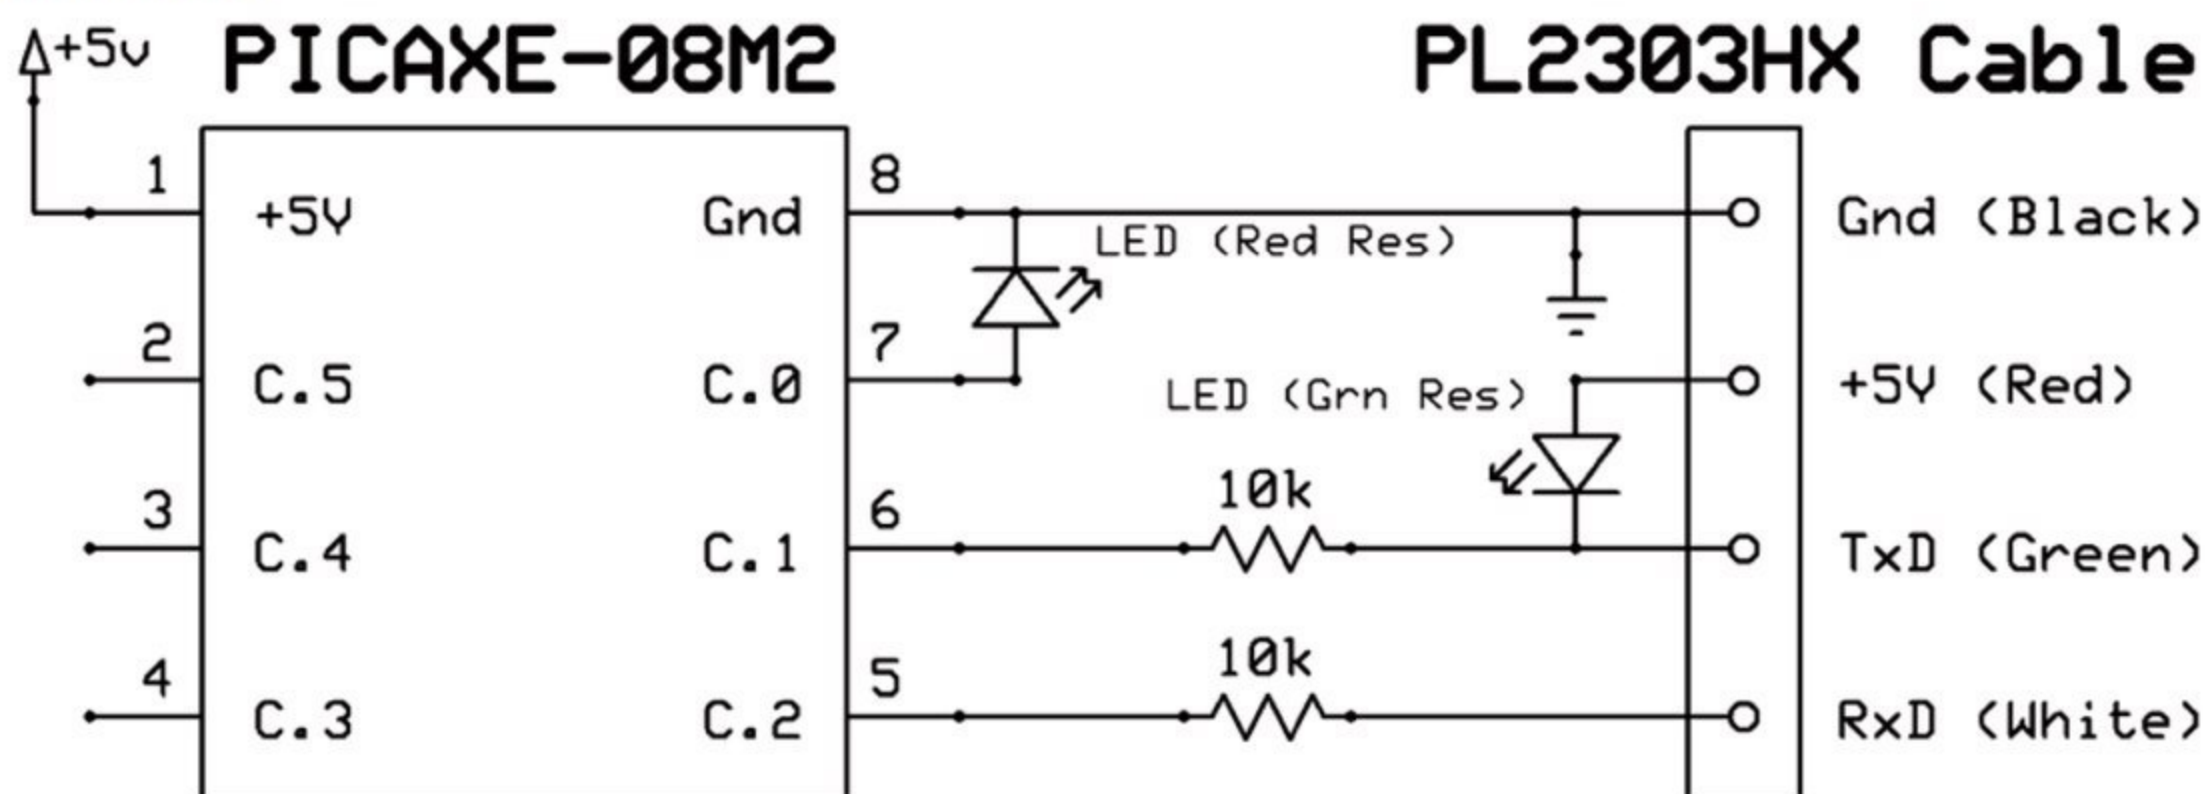 +5v PICAXE-08M2 PL2303HX Cable
1 8
+5V Gnd Gnd (Black)
LED (Red Res)
2 7
C.5 C.0 LED (Grn Res) +5V (Red)
3 6 10k
C.4 C.1 TxD (Green)
4 5 10k
C.3 C.2 RxD (White)